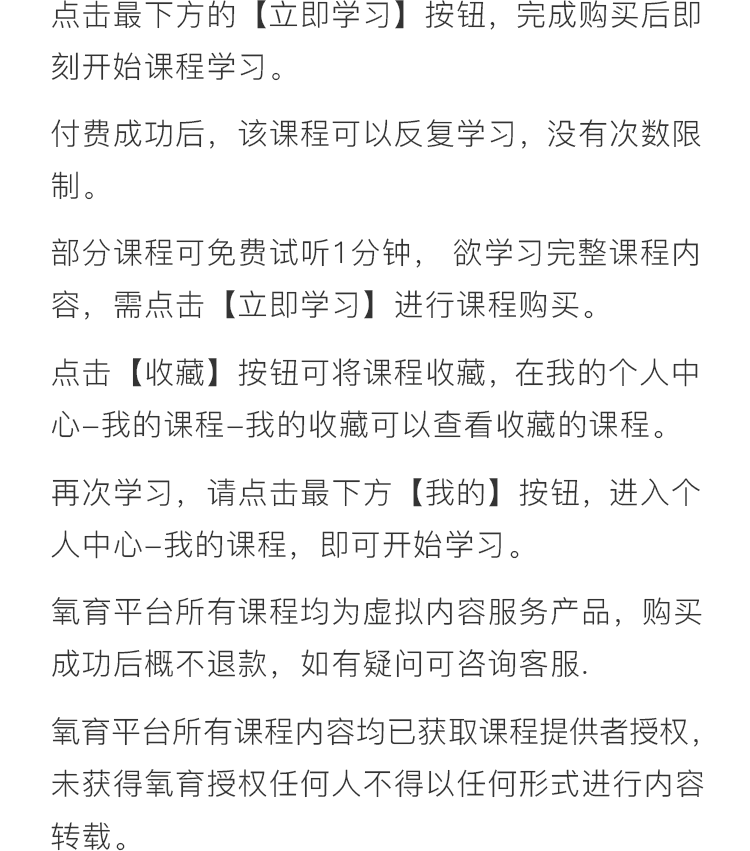 点击最下方的【立即学习】按钮，完成购买后即
刻开始课程学习。
付费成功后，该课程可以反复学习，没有次数限
制。
部分课程可免费试听1分钟， 欲学习完整课程内
容，需点击【立即学习】进行课程购买。
点击【收藏】按钮可将课程收藏，在我的个人中
心–我的课程–我的收藏可以查看收藏的课程。
再次学习，请点击最下方【我的】按钮，进入个
人中心–我的课程，即可开始学习。
氧育平台所有课程均为虚拟内容服务产品，购买
成功后概不退款，如有疑问可咨询客服.
氧育平台所有课程内容均已获取课程提供者授权，
未获得氧育授权任何人不得以任何形式进行内容
转载。